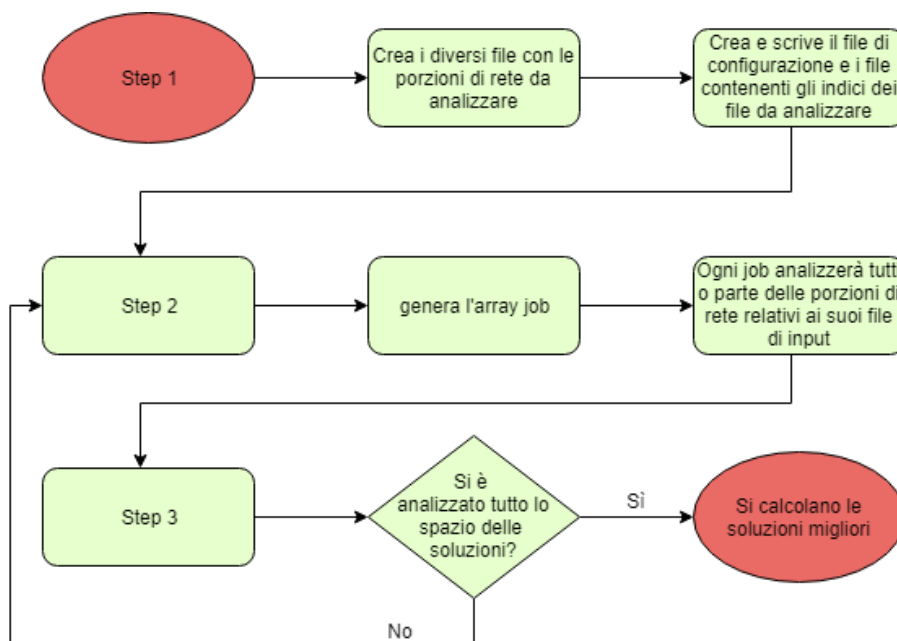 Step 1
Crea i diversi file con le
porzioni di rete da
analizzare
Crea e scrive il file di
configurazione e i file
contenenti gli indici dei
file da analizzare
Step 2
genera l'array job
Ogni job analizzerà tutt
o parte delle porzioni di
rete relativi ai suoi file
di input
Step 3
Si è
analizzato tutto lo
spazio delle
soluzioni?
Sì
Si calcolano le
soluzioni migliori
No